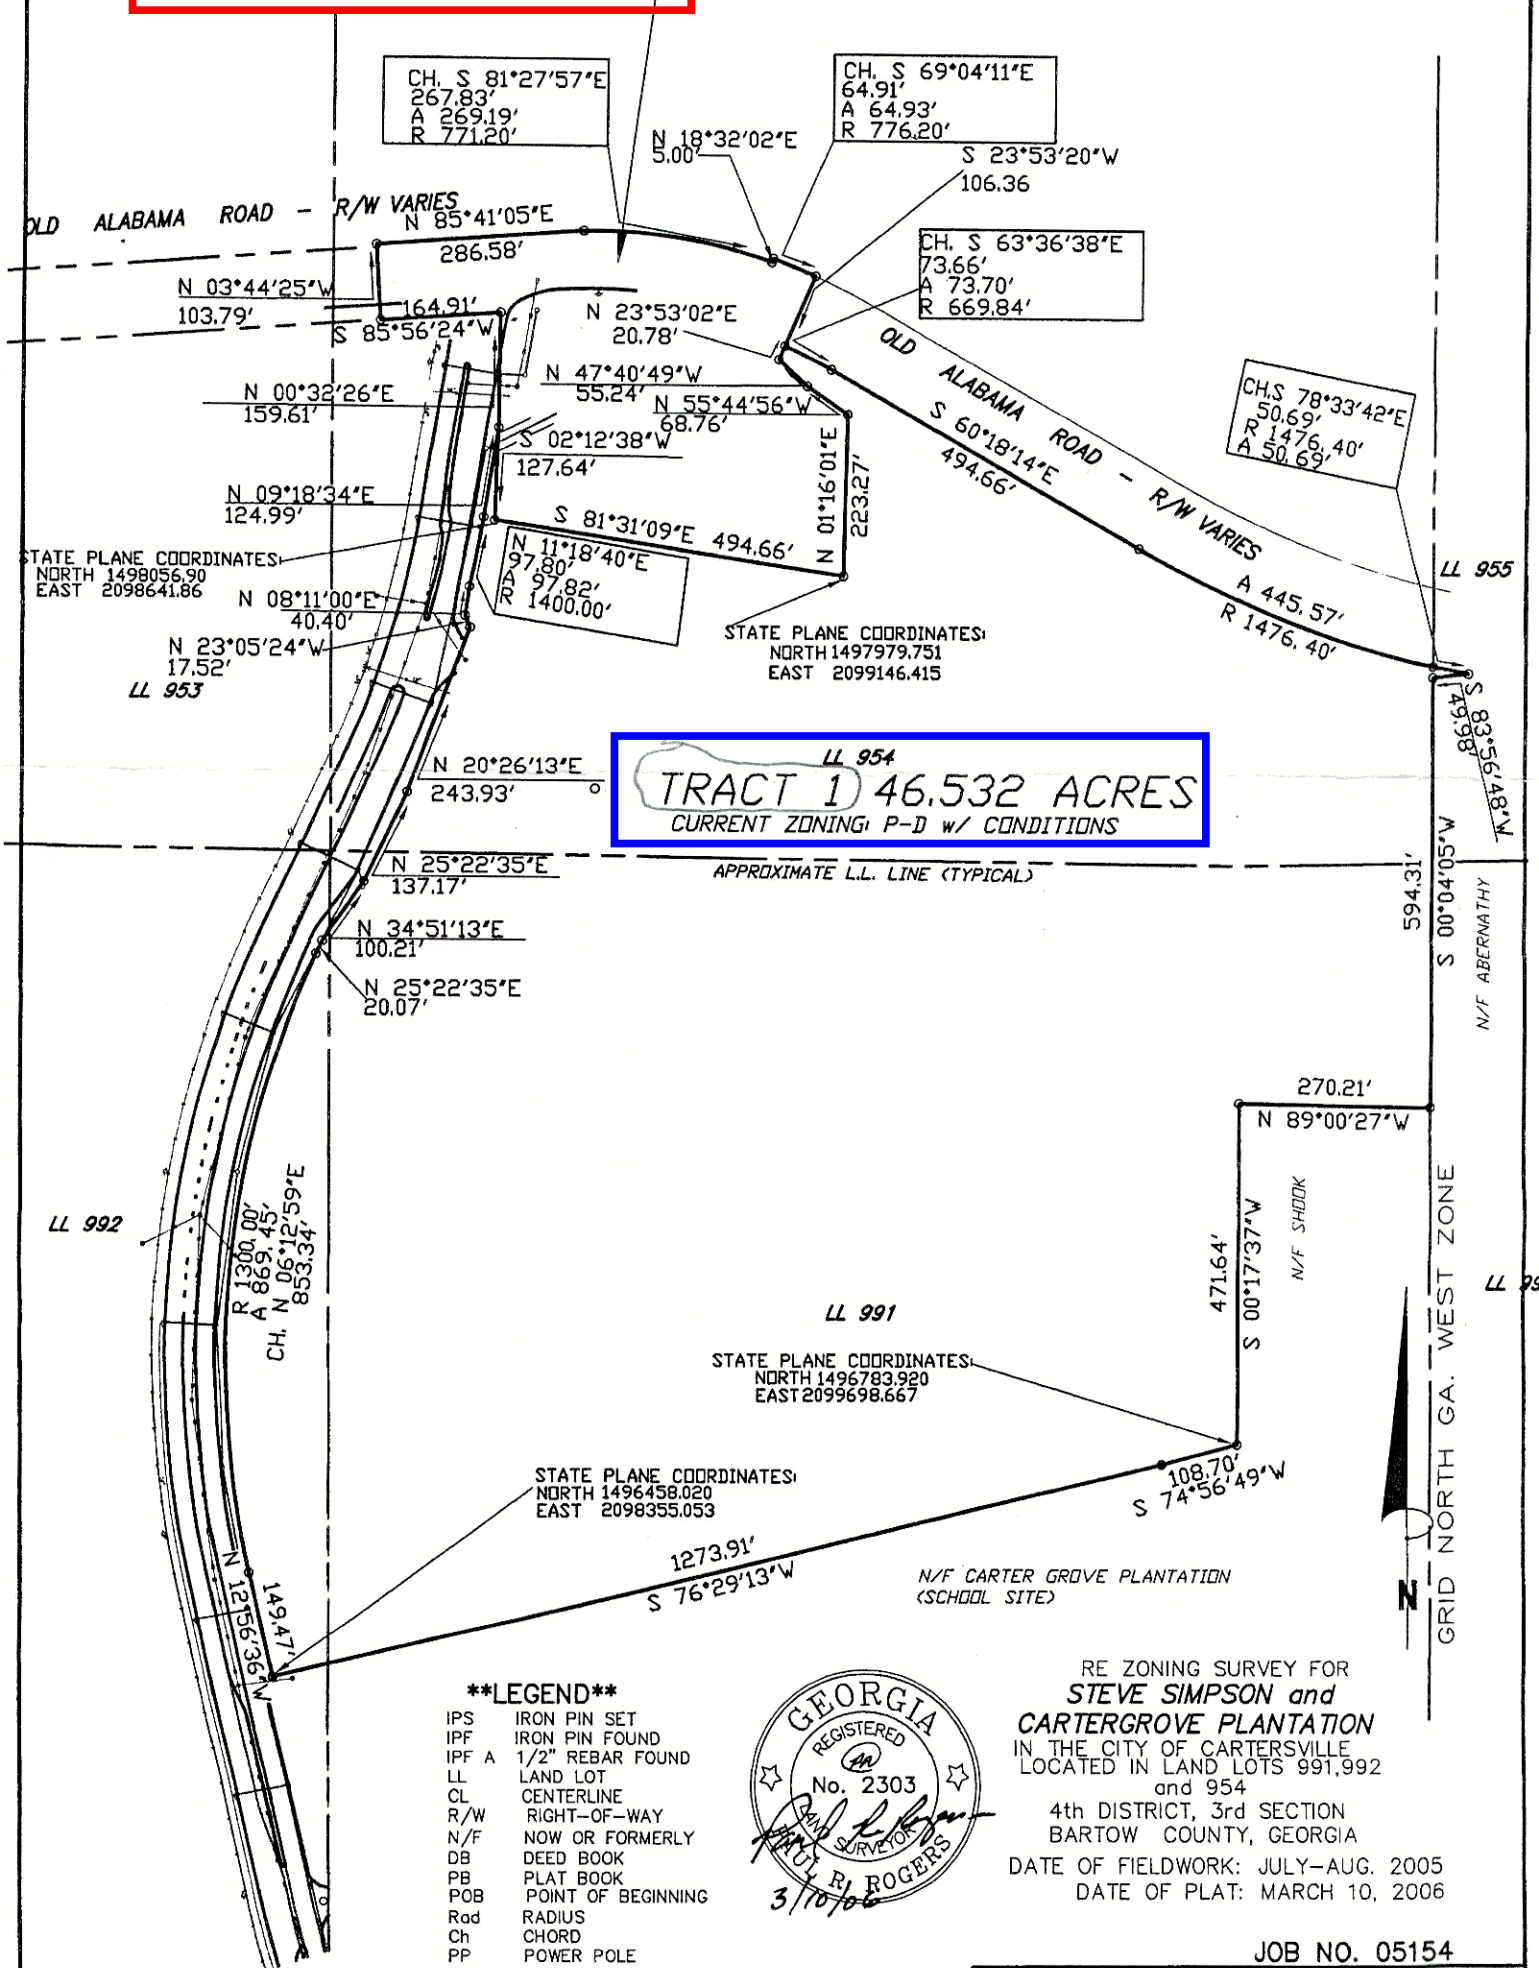 CH. S 81°27'57"E
267.83'
A 269.19'
R 771.20'
CH. S 69°04'11"E
64.91'
A 64.93'
R 776.20'
N 18°32'02"E
5.00'
S 23°53'20"W
106.36
OLD ALABAMA ROAD - R/W VARIES
N 85°41'05"E
286.58'
CH. S 63°36'38"E
73.66'
A 73.70'
R 669.84'
N 03°44'25"W
103.79'
164.91'
S 85°56'24"W
N 23°53'02"E
20.78'
OLD ALABAMA ROAD - R/W VARIES
N 00°32'26"E
159.61'
N 47°40'49"W
55.24'
N 55°44'56"W
68.76'
CH.S 78°33'42"E
50.69'
R 1476.40'
A 50.69'
S 60°18'14"E
494.66'
S 02°12'38"W
127.64'
N 01°16'01"E
223.27'
N 09°18'34"E
124.99'
S 81°31'09"E 494.66'
N 11°18'40"E
97.80'
A 97.82'
R 1400.00'
STATE PLANE COORDINATES:
NORTH 1498056.90
EAST 2098641.86
LL 955
A 445.57'
R 1476.40'
N 08°11'00"E
40.40'
STATE PLANE COORDINATES:
NORTH 1497979.751
EAST 2099146.415
N 23°05'24"W
17.52'
LL 953
S 83°56'48"W
49.98'
LL 954
TRACT 1 46.532 ACRES
CURRENT ZONING: P-D w/ CONDITIONS
N 20°26'13"E
243.93'
APPROXIMATE L.L. LINE (TYPICAL)
N 25°22'35"E
137.17'
594.31'
S 00°04'05"W
N/F ABERNATHY
N 34°51'13"E
100.21'
N 25°22'35"E
20.07'
270.21'
N 89°00'27"W
N/F SHOOK
LL 992
R 1300.00'
A 869.45'
CH. N 06°12'59"E
853.34'
471.64'
S 00°17'37"W
LL 99
LL 991
STATE PLANE COORDINATES:
NORTH 1496783.920
EAST 2099698.667
GRID NORTH GA. WEST ZONE
STATE PLANE COORDINATES:
NORTH 1496458.020
EAST 2098355.053
108.70'
S 74°56'49"W
1273.91'
S 76°29'13"W
N/F CARTER GROVE PLANTATION
(SCHOOL SITE)
N
149.47'
N 12°56'36"W
**LEGEND**
IPS IRON PIN SET
IPF IRON PIN FOUND
IPF A 1/2" REBAR FOUND
LL LAND LOT
CL CENTERLINE
R/W RIGHT-OF-WAY
N/F NOW OR FORMERLY
DB DEED BOOK
PB PLAT BOOK
POB POINT OF BEGINNING
Rad RADIUS
Ch CHORD
PP POWER POLE
GEORGIA
REGISTERED
No. 2303
LAND SURVEYOR
PAUL R. ROGERS
3/10/06
RE ZONING SURVEY FOR
STEVE SIMPSON and
CARTERGROVE PLANTATION
IN THE CITY OF CARTERSVILLE
LOCATED IN LAND LOTS 991,992
and 954
4th DISTRICT, 3rd SECTION
BARTOW COUNTY, GEORGIA
DATE OF FIELDWORK: JULY-AUG. 2005
DATE OF PLAT: MARCH 10, 2006
JOB NO. 05154